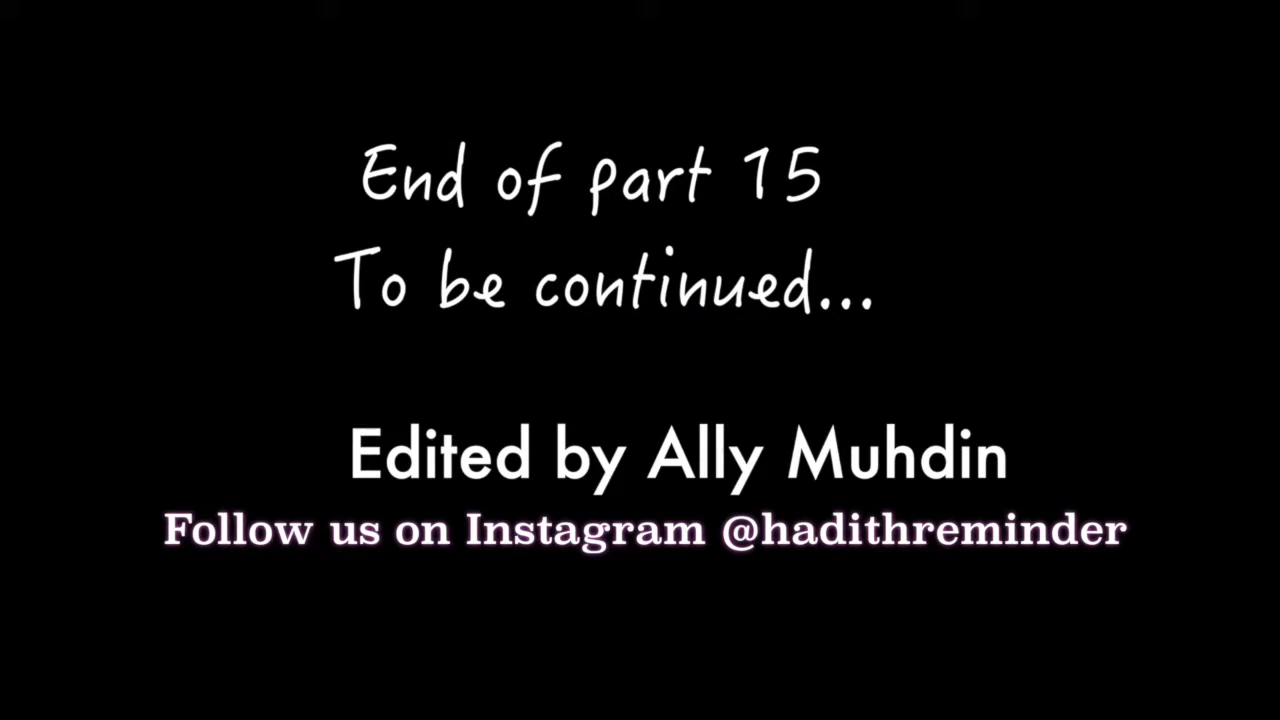 End of part 15
To be continued...
Edited by Ally Muhdin
Follow us on Instagram @hadithreminder